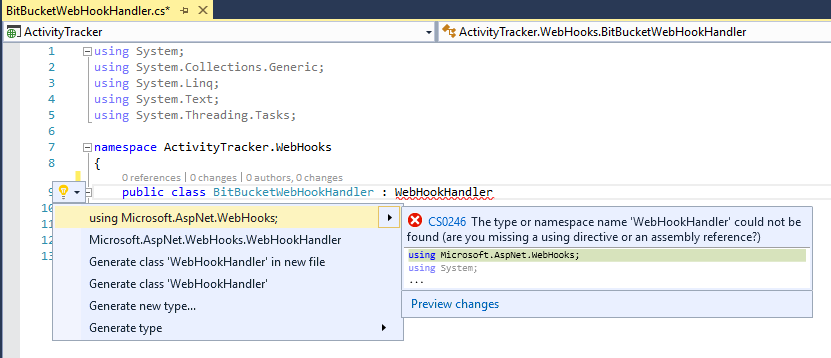 BitBucketWebHookHandler.cs*
ActivityTracker
ActivityTracker.WebHooks.BitBucketWebHookHandler
1 using System;
2 using System.Collections.Generic;
3 using System.Linq;
4 using System.Text;
5 using System.Threading.Tasks;
6
7 namespace ActivityTracker.WebHooks
8 {
0 references | 0 changes | 0 authors, 0 changes
9 public class BitBucketWebHookHandler : WebHookHandler
10
11
12
13
using Microsoft.AspNet.WebHooks;
Microsoft.AspNet.WebHooks.WebHookHandler
Generate class 'WebHookHandler' in new file
Generate class 'WebHookHandler'
Generate new type...
Generate type
CS0246 The type or namespace name 'WebHookHandler' could not be
found (are you missing a using directive or an assembly reference?)
using Microsoft.AspNet.WebHooks;
using System;
...
Preview changes